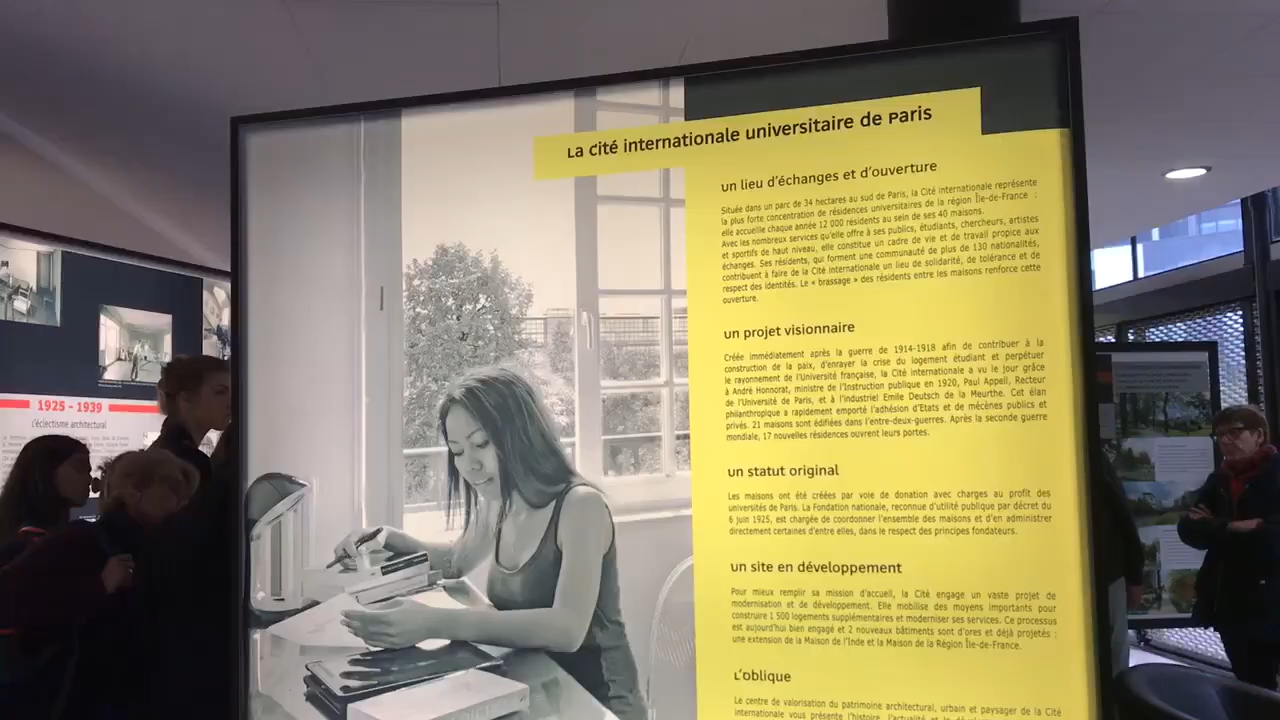 La cité internationale universitaire de Paris
un lieu d'échanges et d'ouverture
Située dans un parc de 34 hectares au sud de Paris, la Cité internationale représente
la plus forte concentration de résidences universitaires de la région Île-de-France :
elle accueille chaque année 12 000 résidents au sein de ses 40 maisons.
Avec les nombreux services qu'elle offre à ses publics, étudiants, chercheurs, artistes
et sportifs de haut niveau, elle constitue un cadre de vie et de travail propice aux
échanges. Ses résidents, qui forment une communauté de plus de 130 nationalités,
contribuent à faire de la Cité internationale un lieu de solidarité, de tolérance et de
respect des identités. Le « brassage » des résidents entre les maisons renforce cette
ouverture.
un projet visionnaire
Créée immédiatement après la guerre de 1914-1918 afin de contribuer à la
construction de la paix, d'enrayer la crise du logement étudiant et perpétuer
le rayonnement de l'Université française, la Cité internationale a vu le jour grâce
à André Honnorat, ministre de l'Instruction publique en 1920, Paul Appell, Recteur
de l'Université de Paris, et à l'industriel Emile Deutsch de la Meurthe. Cet élan
philanthropique a rapidement emporté l'adhésion d'Etats et de mécènes publics et
privés. 21 maisons sont édifiées dans l'entre-deux-guerres. Après la seconde guerre
mondiale, 17 nouvelles résidences ouvrent leurs portes.
un statut original
Les maisons ont été créées par voie de donation avec charges au profit des
universités de Paris. La Fondation nationale, reconnue d'utilité publique par décret du
6 juin 1925, est chargée de coordonner l'ensemble des maisons et d'en administrer
directement certaines d'entre elles, dans le respect des principes fondateurs.
un site en développement
Pour mieux remplir sa mission d'accueil, la Cité engage un vaste projet de
modernisation et de développement. Elle mobilise des moyens importants pour
construire 1 500 logements supplémentaires et moderniser ses services. Ce processus
est aujourd'hui bien engagé et 2 nouveaux bâtiments sont d'ores et déjà projetés :
une extension de la Maison de l'Inde et la Maison de la Région Île-de-France.
L'oblique
Le centre de valorisation du patrimoine architectural, urbain et paysager de la Cité
internationale vous présente l'histoire, l'actualité et le
1925 - 1939
l'éclectisme architectural